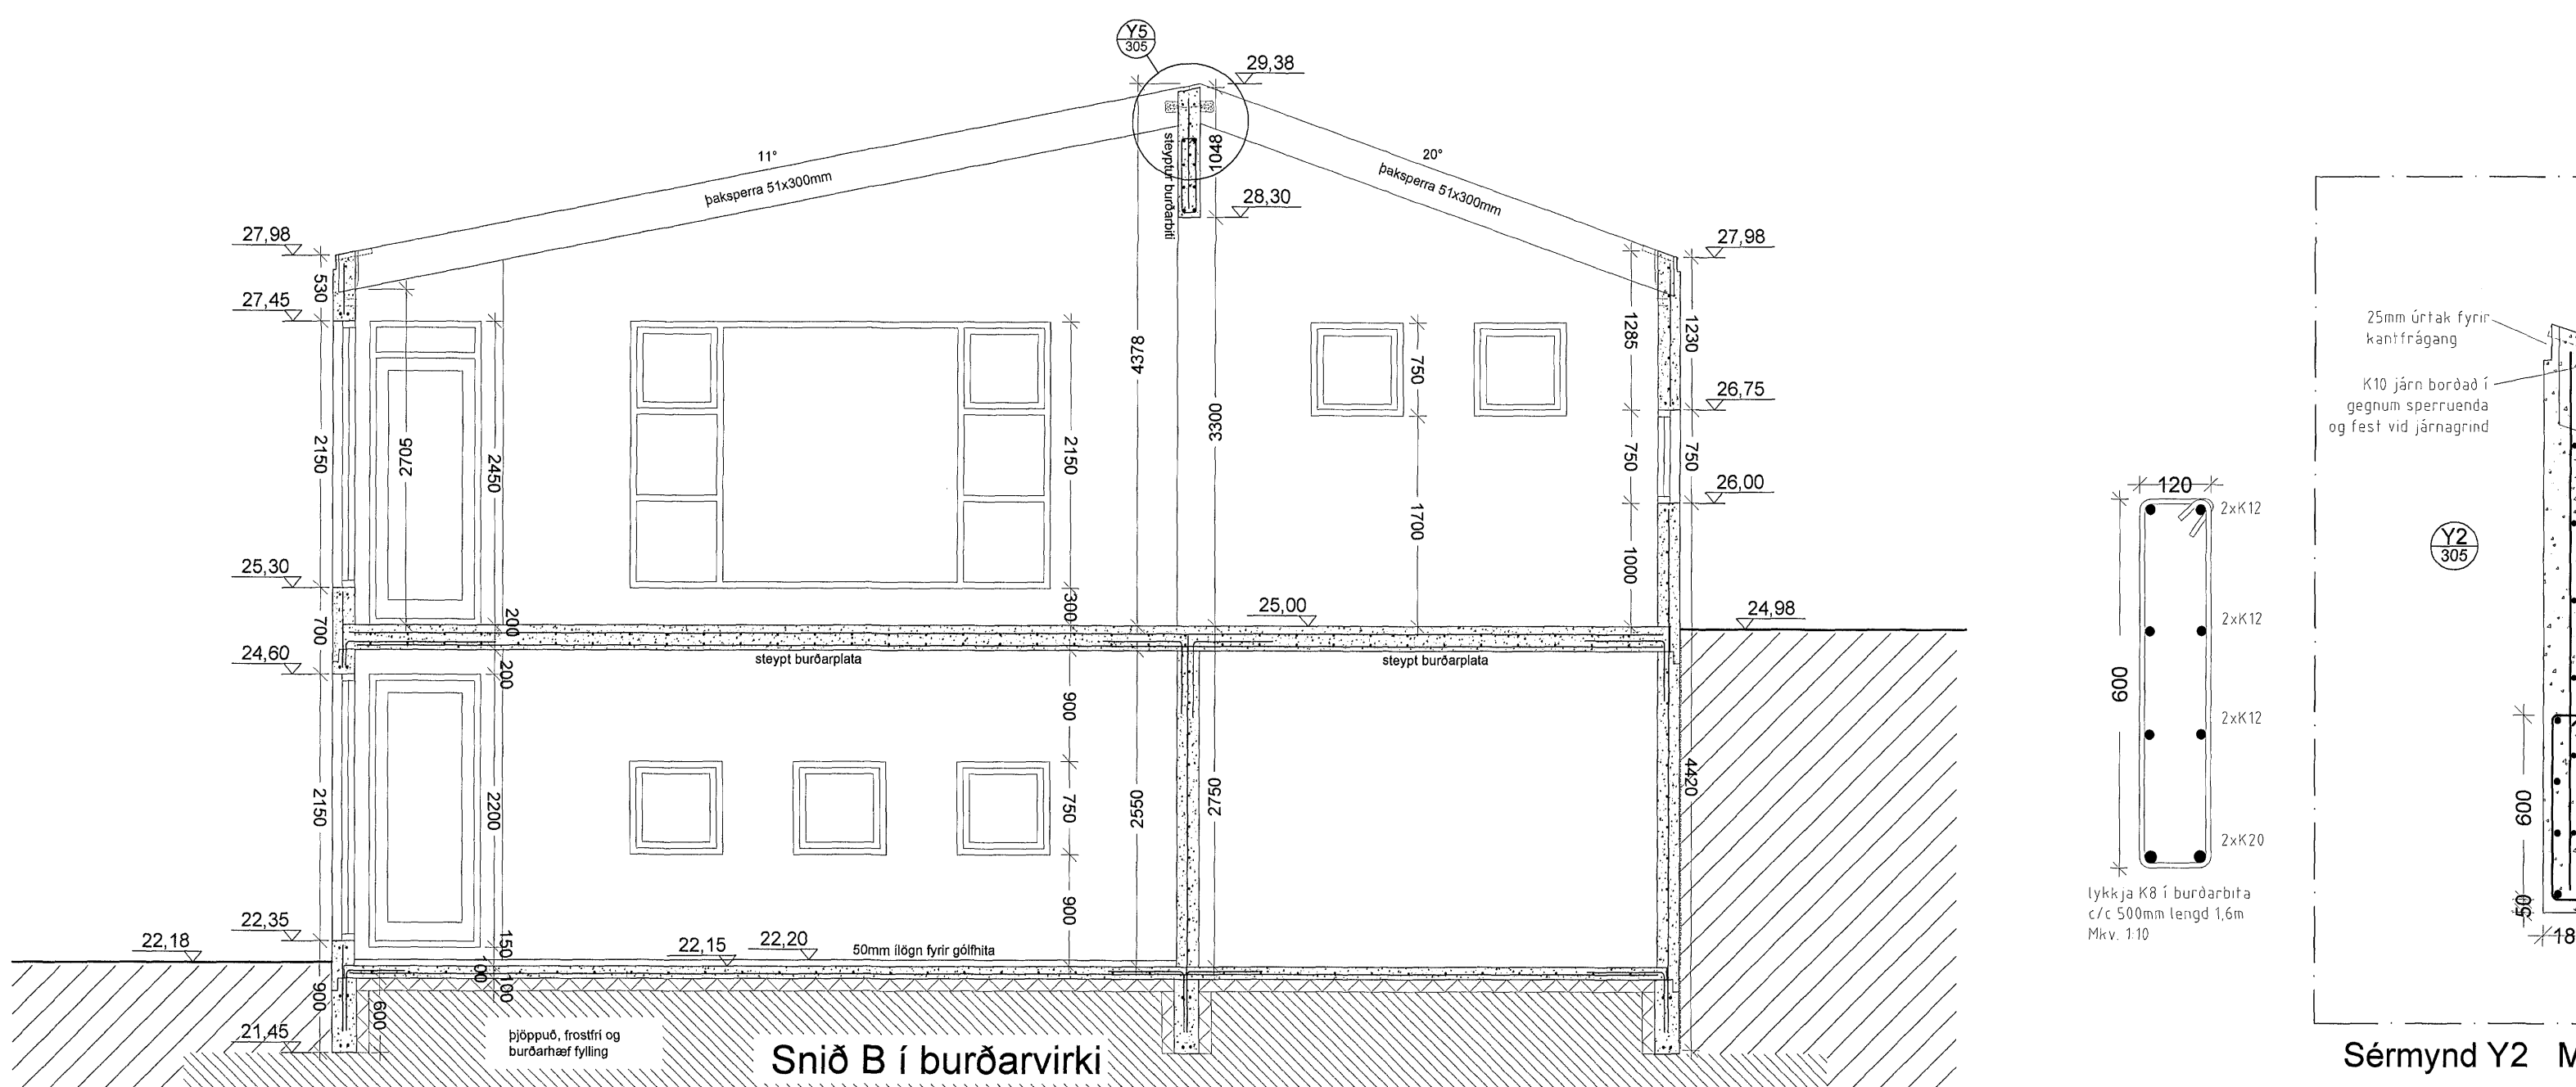 Y5
305
29,38
11°
þaksperra 51x300mm
steyptur burðarbiti
1048
20°
þaksperra 51x300mm
28,30
27,98
530
27,45
27,98
2150
2705
2450
4378
3300
2150
750
1700
1285
750
1000
1230
26,75
750
26,00
25,30
700
200
300
25,00
24,98
24,60
200
steypt burðarplata
steypt burðarplata
900
2150
2200
750
2550
2750
4420
900
22,35
22,18
150
22,15
22,20
50mm ílögn fyrir gólfhita
900
100
100
600
21,45
þjöppuð, frostfrí og
burðarhæf fylling
Snið B í burðarvirki
120
2xK12
2xK12
600
2xK12
2xK20
lykkja K8 í burðarbita
c/c 500mm lengd 1,6m
Mkv. 1:10
25mm úrtak fyrir
kantfrágang
K10 járn borðað í
gegnum sperruenda
og fest við járnagrind
Y2
305
600
50
18
Sérmynd Y2 M